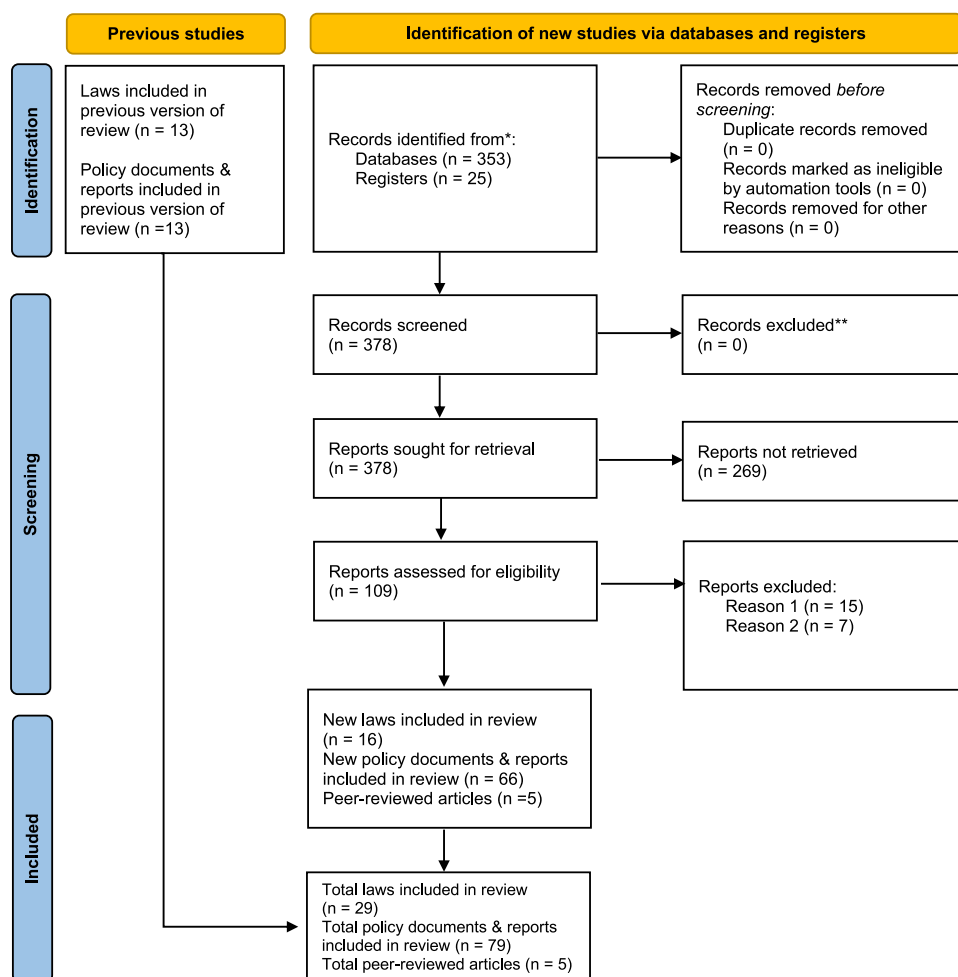 Previous studies
Identification of new studies via databases and registers
Identification
Laws included in
previous version of
review (n = 13)
Policy documents &
reports included in
previous version of
review (n =13)
Records identified from*:
Databases (n = 353)
Registers (n = 25)
Records removed before
screening:
Duplicate records removed
(n = 0)
Records marked as ineligible
by automation tools (n = 0)
Records removed for other
reasons (n = 0)
Screening
Records screened
(n = 378)
Records excluded**
(n = 0)
Reports sought for retrieval
(n = 378)
Reports not retrieved
(n = 269)
Reports assessed for eligibility
(n = 109)
Reports excluded:
Reason 1 (n = 15)
Reason 2 (n = 7)
Included
New laws included in review
(n = 16)
New policy documents & reports
included in review (n = 66)
Peer-reviewed articles (n =5)
Total laws included in review
(n = 29)
Total policy documents & reports
included in review (n = 79)
Total peer-reviewed articles (n = 5)